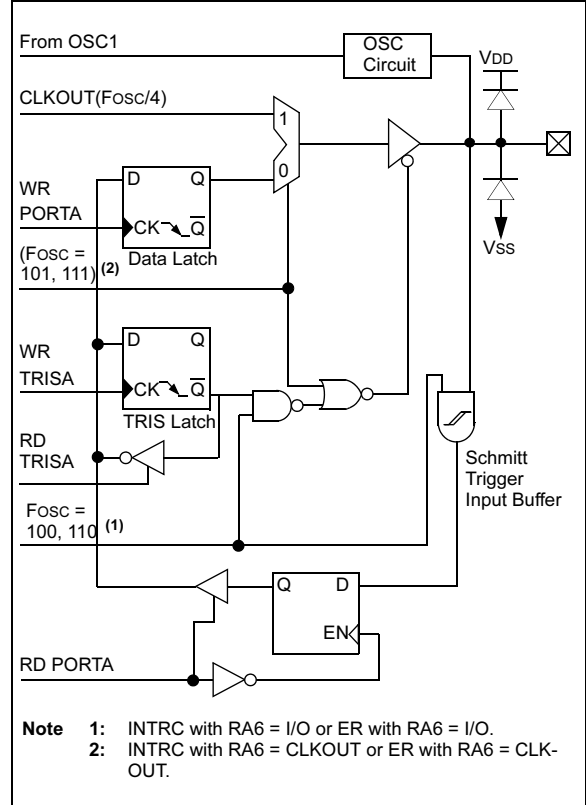 From OSC1
OSC
Circuit
VDD
CLKOUT(FOSC/4)
1
0
WR
PORTA
D
Q
CK
Q
Data Latch
VSS
(FOSC =
101, 111) (2)
WR
TRISA
D
Q
CK
Q
TRIS Latch
RD
TRISA
Schmitt
Trigger
Input Buffer
FOSC =
100, 110 (1)
Q
D
EN
RD PORTA
Note 1: INTRC with RA6 = I/O or ER with RA6 = I/O.
2: INTRC with RA6 = CLKOUT or ER with RA6 = CLK-
OUT.